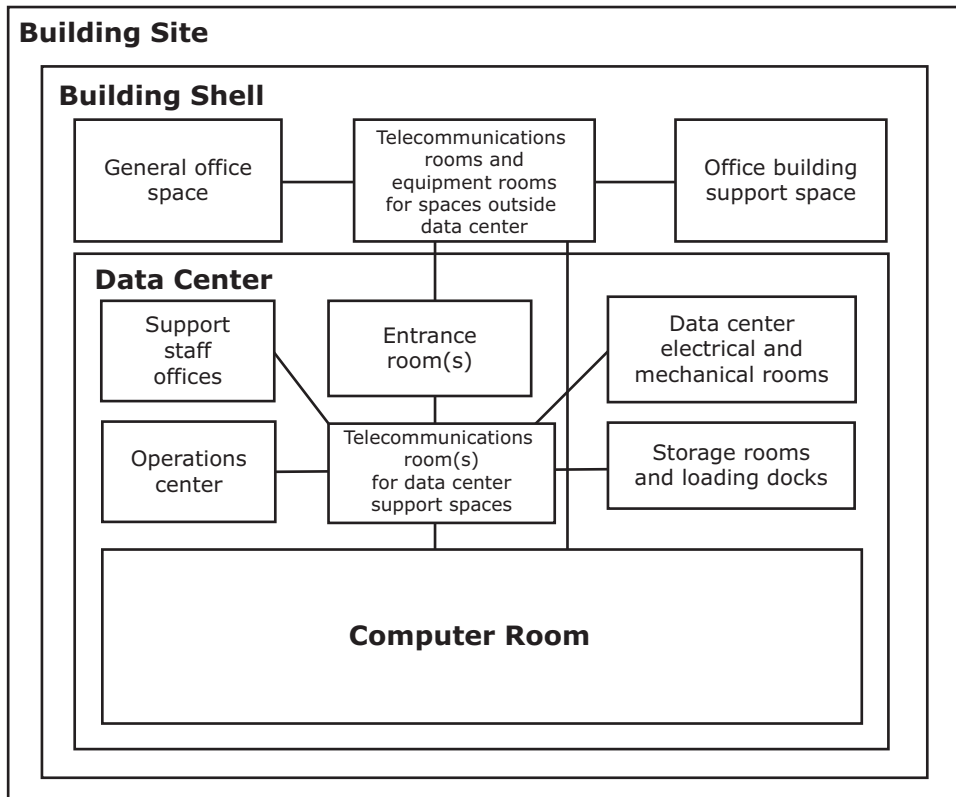 Building Site
Building Shell
General office
space
Telecommunications
rooms and
equipment rooms
for spaces outside
data center
Office building
support space
Data Center
Support
staff
offices
Entrance
room(s)
Data center
electrical and
mechanical rooms
Operations
center
Telecommunications
room(s)
for data center
support spaces
Storage rooms
and loading docks
Computer Room